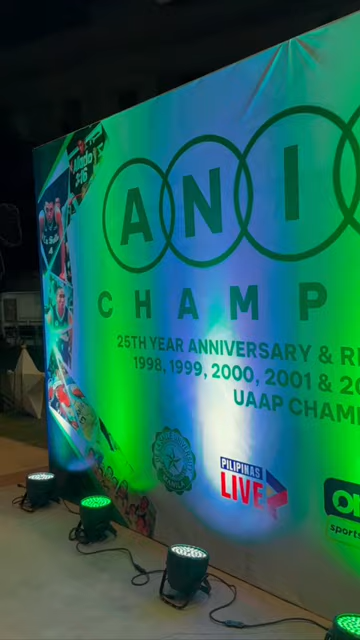 ANI
CHAMP
25TH YEAR ANNIVERSARY & RE
1998, 1999, 2000, 2001 & 20
UAAP CHAM
PILIPINAS
LIVE
sports